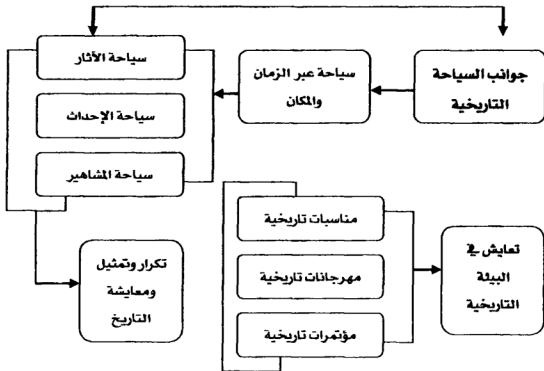 جوانب السياحة
التاريخية
سياحة عبر الزمان
والمكان
سياحة الآثار
سياحة الإحداث
سياحة المشاهير
تكرار وتمثيل
ومعايشة
التاريخ
مناسبات تاريخية
مهرجانات تاريخية
مؤتمرات تاريخية
تعايش في
البيئة
التاريخية